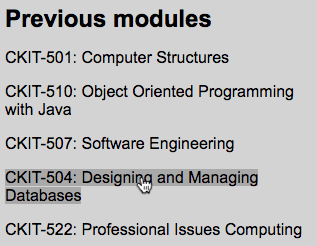 Previous modules
CKIT-501: Computer Structures
CKIT-510: Object Oriented Programming
with Java
CKIT-507: Software Engineering
CKIT-504: Designing and Managing
Databases
CKIT-522: Professional Issues Computing